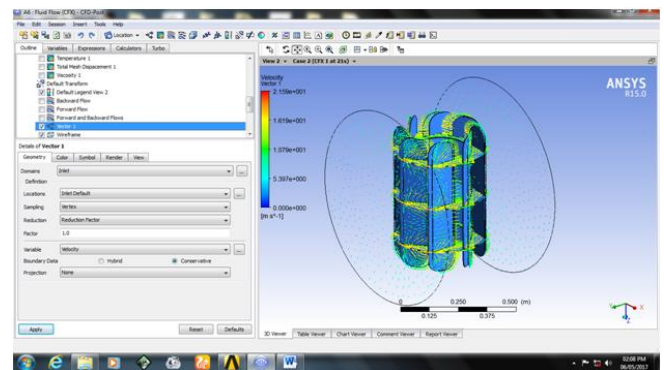 A6 : Fluid Flow (CFX) - CFD-Post
File Edit Session Insert Tools Help
Location
Outline Variables Expressions Calculators Turbo
Temperature 1
Total Mesh Displacement 1
Viscosity 1
Default Transform
Default Legend View 2
Backward Flow
Forward Flow
Forward and Backward Flows
Vector 1
Wireframe
Details of Vector 1
Geometry Color Symbol Render View
Domains Inlet
Definition
Locations Inlet Default
Sampling Vertex
Reduction Reduction Factor
Factor 1.0
Variable Velocity
Boundary Data Hybrid Conservative
Projection None
Apply Reset Defaults
View 2 Case 2 (CFX 1 at 21s)
Velocity
Vector 1
2.159e+001
1.619e+001
1.079e+001
5.397e+000
0.000e+000
[m s^-1]
ANSYS
R15.0
0 0.250 0.500 (m)
0.125 0.375
X
Z
3D Viewer Table Viewer Chart Viewer Comment Viewer Report Viewer
02:08 PM
06/05/2017